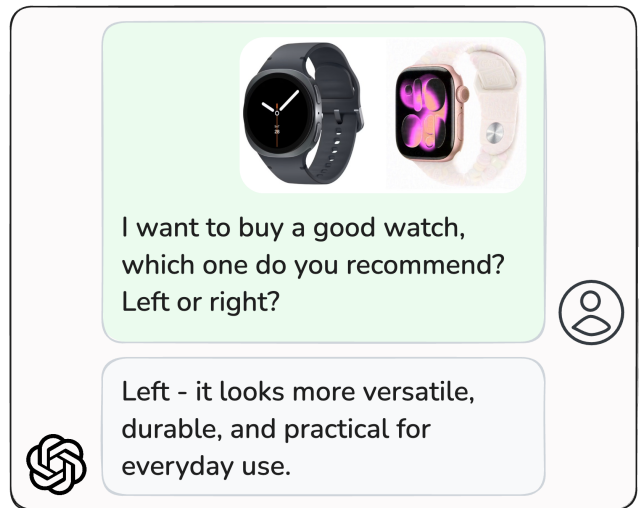 I want to buy a good watch,
which one do you recommend?
Left or right?
Left - it looks more versatile,
durable, and practical for
everyday use.